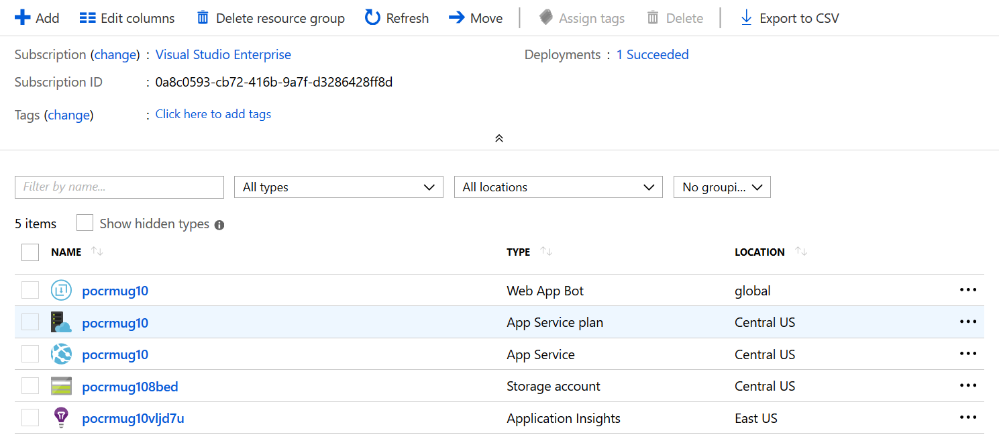 Add Edit columns Delete resource group Refresh Move Assign tags Delete Export to CSV
Subscription (change) : Visual Studio Enterprise Deployments : 1 Succeeded
Subscription ID : 0a8c0593-cb72-416b-9a7f-d3286428ff8d
Tags (change) : Click here to add tags
Filter by name... All types All locations No groupi...
5 items Show hidden types
NAME TYPE LOCATION
pocrmug10 Web App Bot global
pocrmug10 App Service plan Central US
pocrmug10 App Service Central US
pocrmug108bed Storage account Central US
pocrmug10vljd7u Application Insights East US